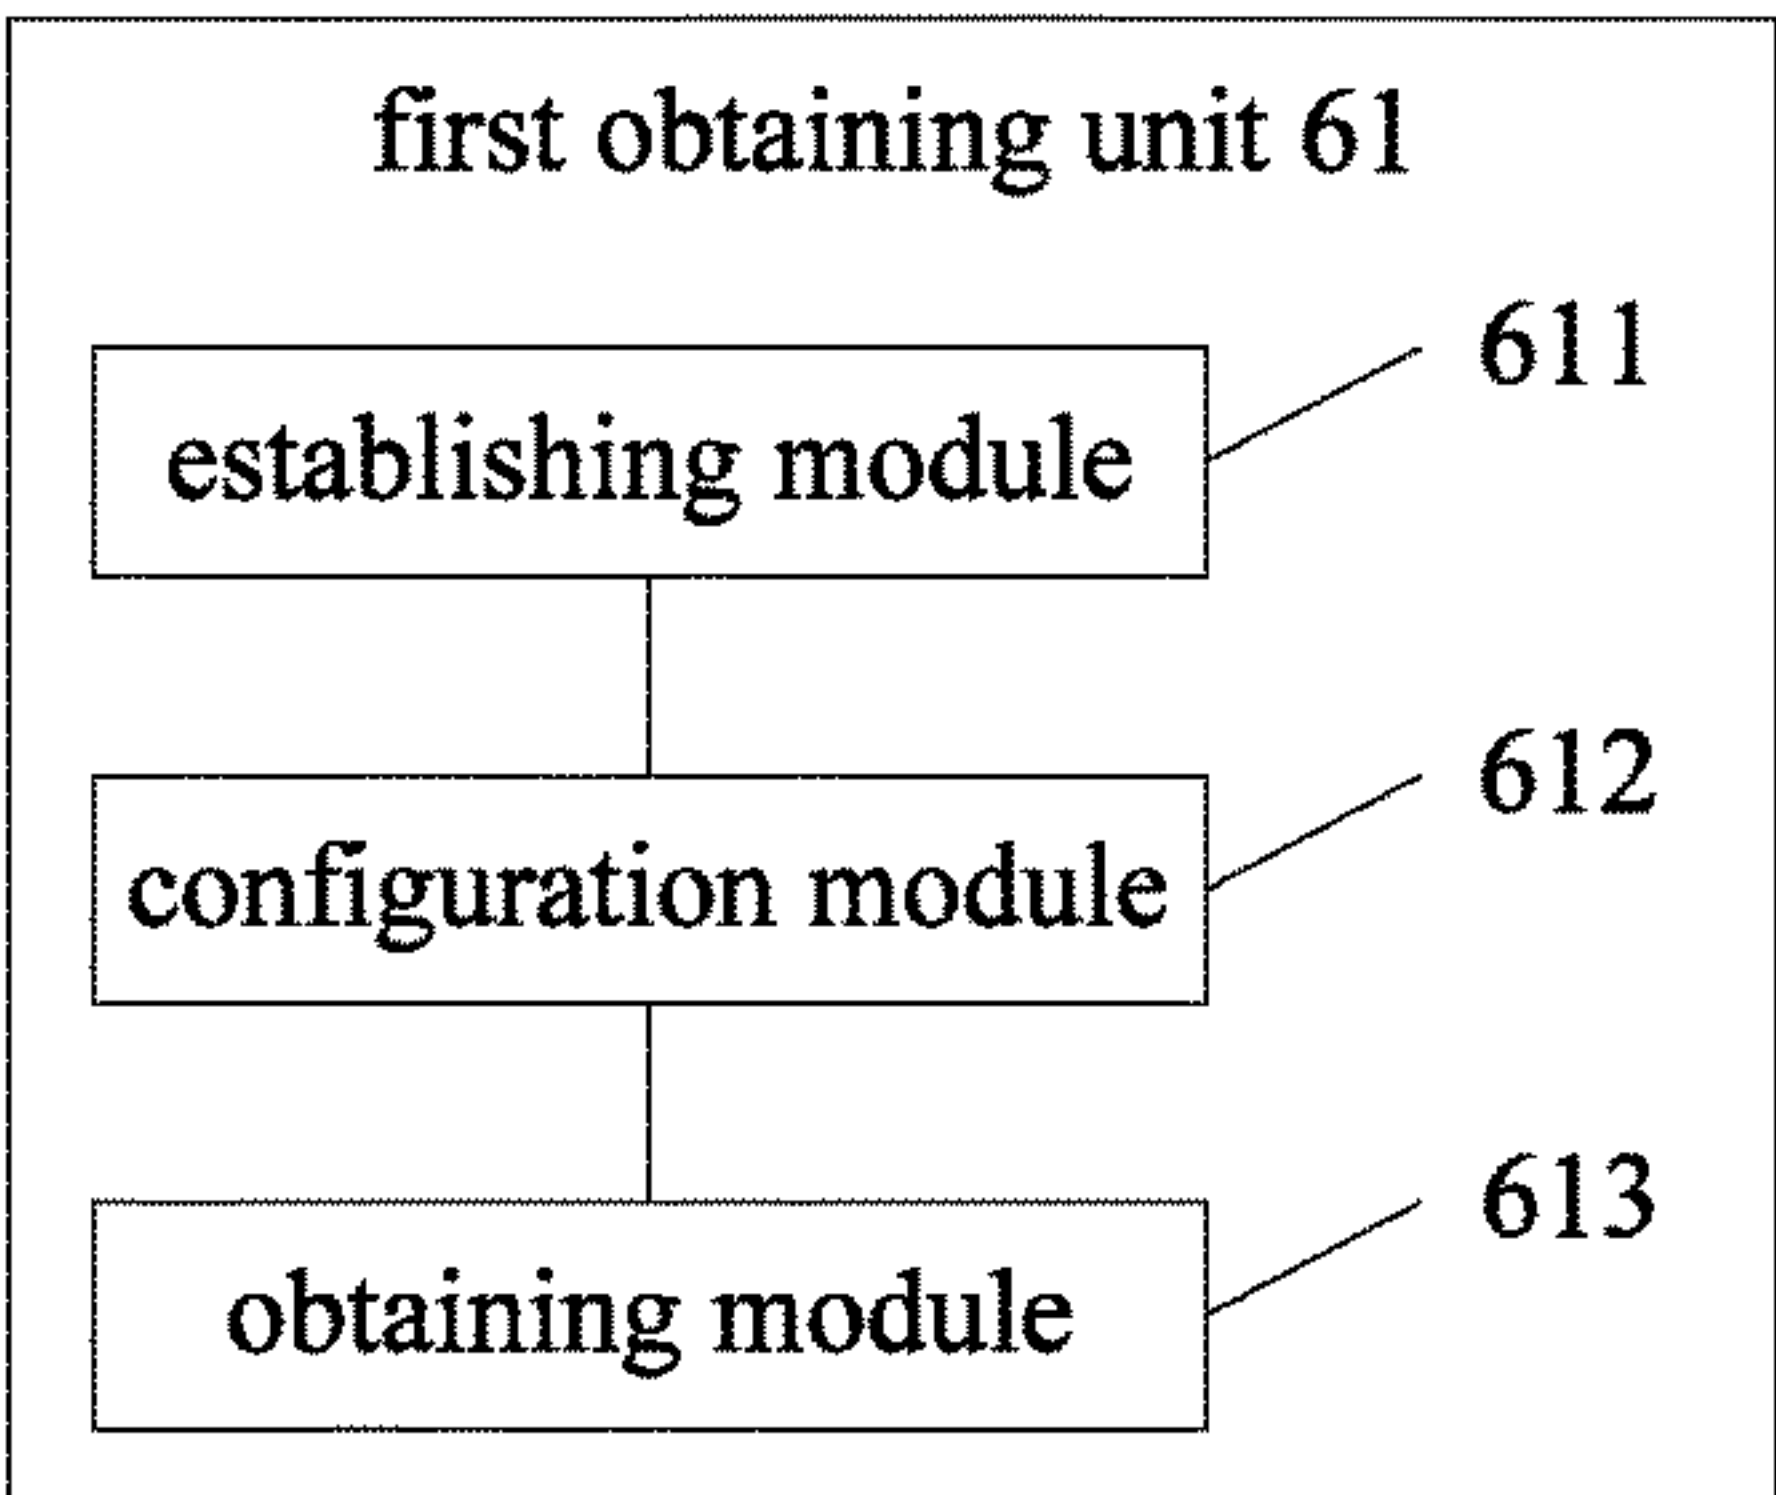 first obtaining unit 61
611
establishing module
612
configuration module
613
obtaining module